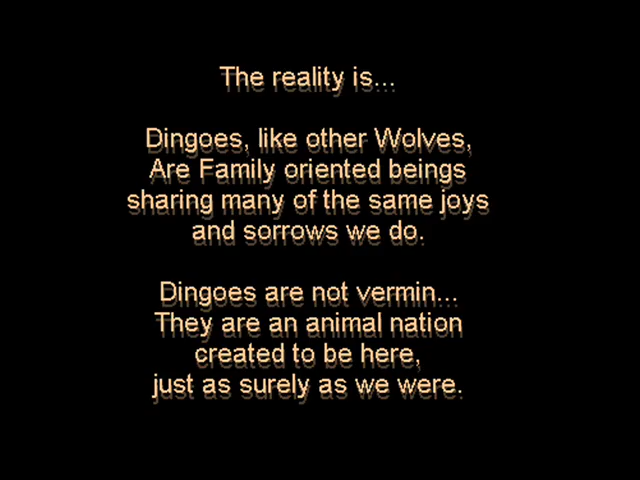 The reality is...
Dingoes, like other Wolves,
Are Family oriented beings
sharing many of the same joys
and sorrows we do.
Dingoes are not vermin...
They are an animal nation
created to be here,
just as surely as we were.